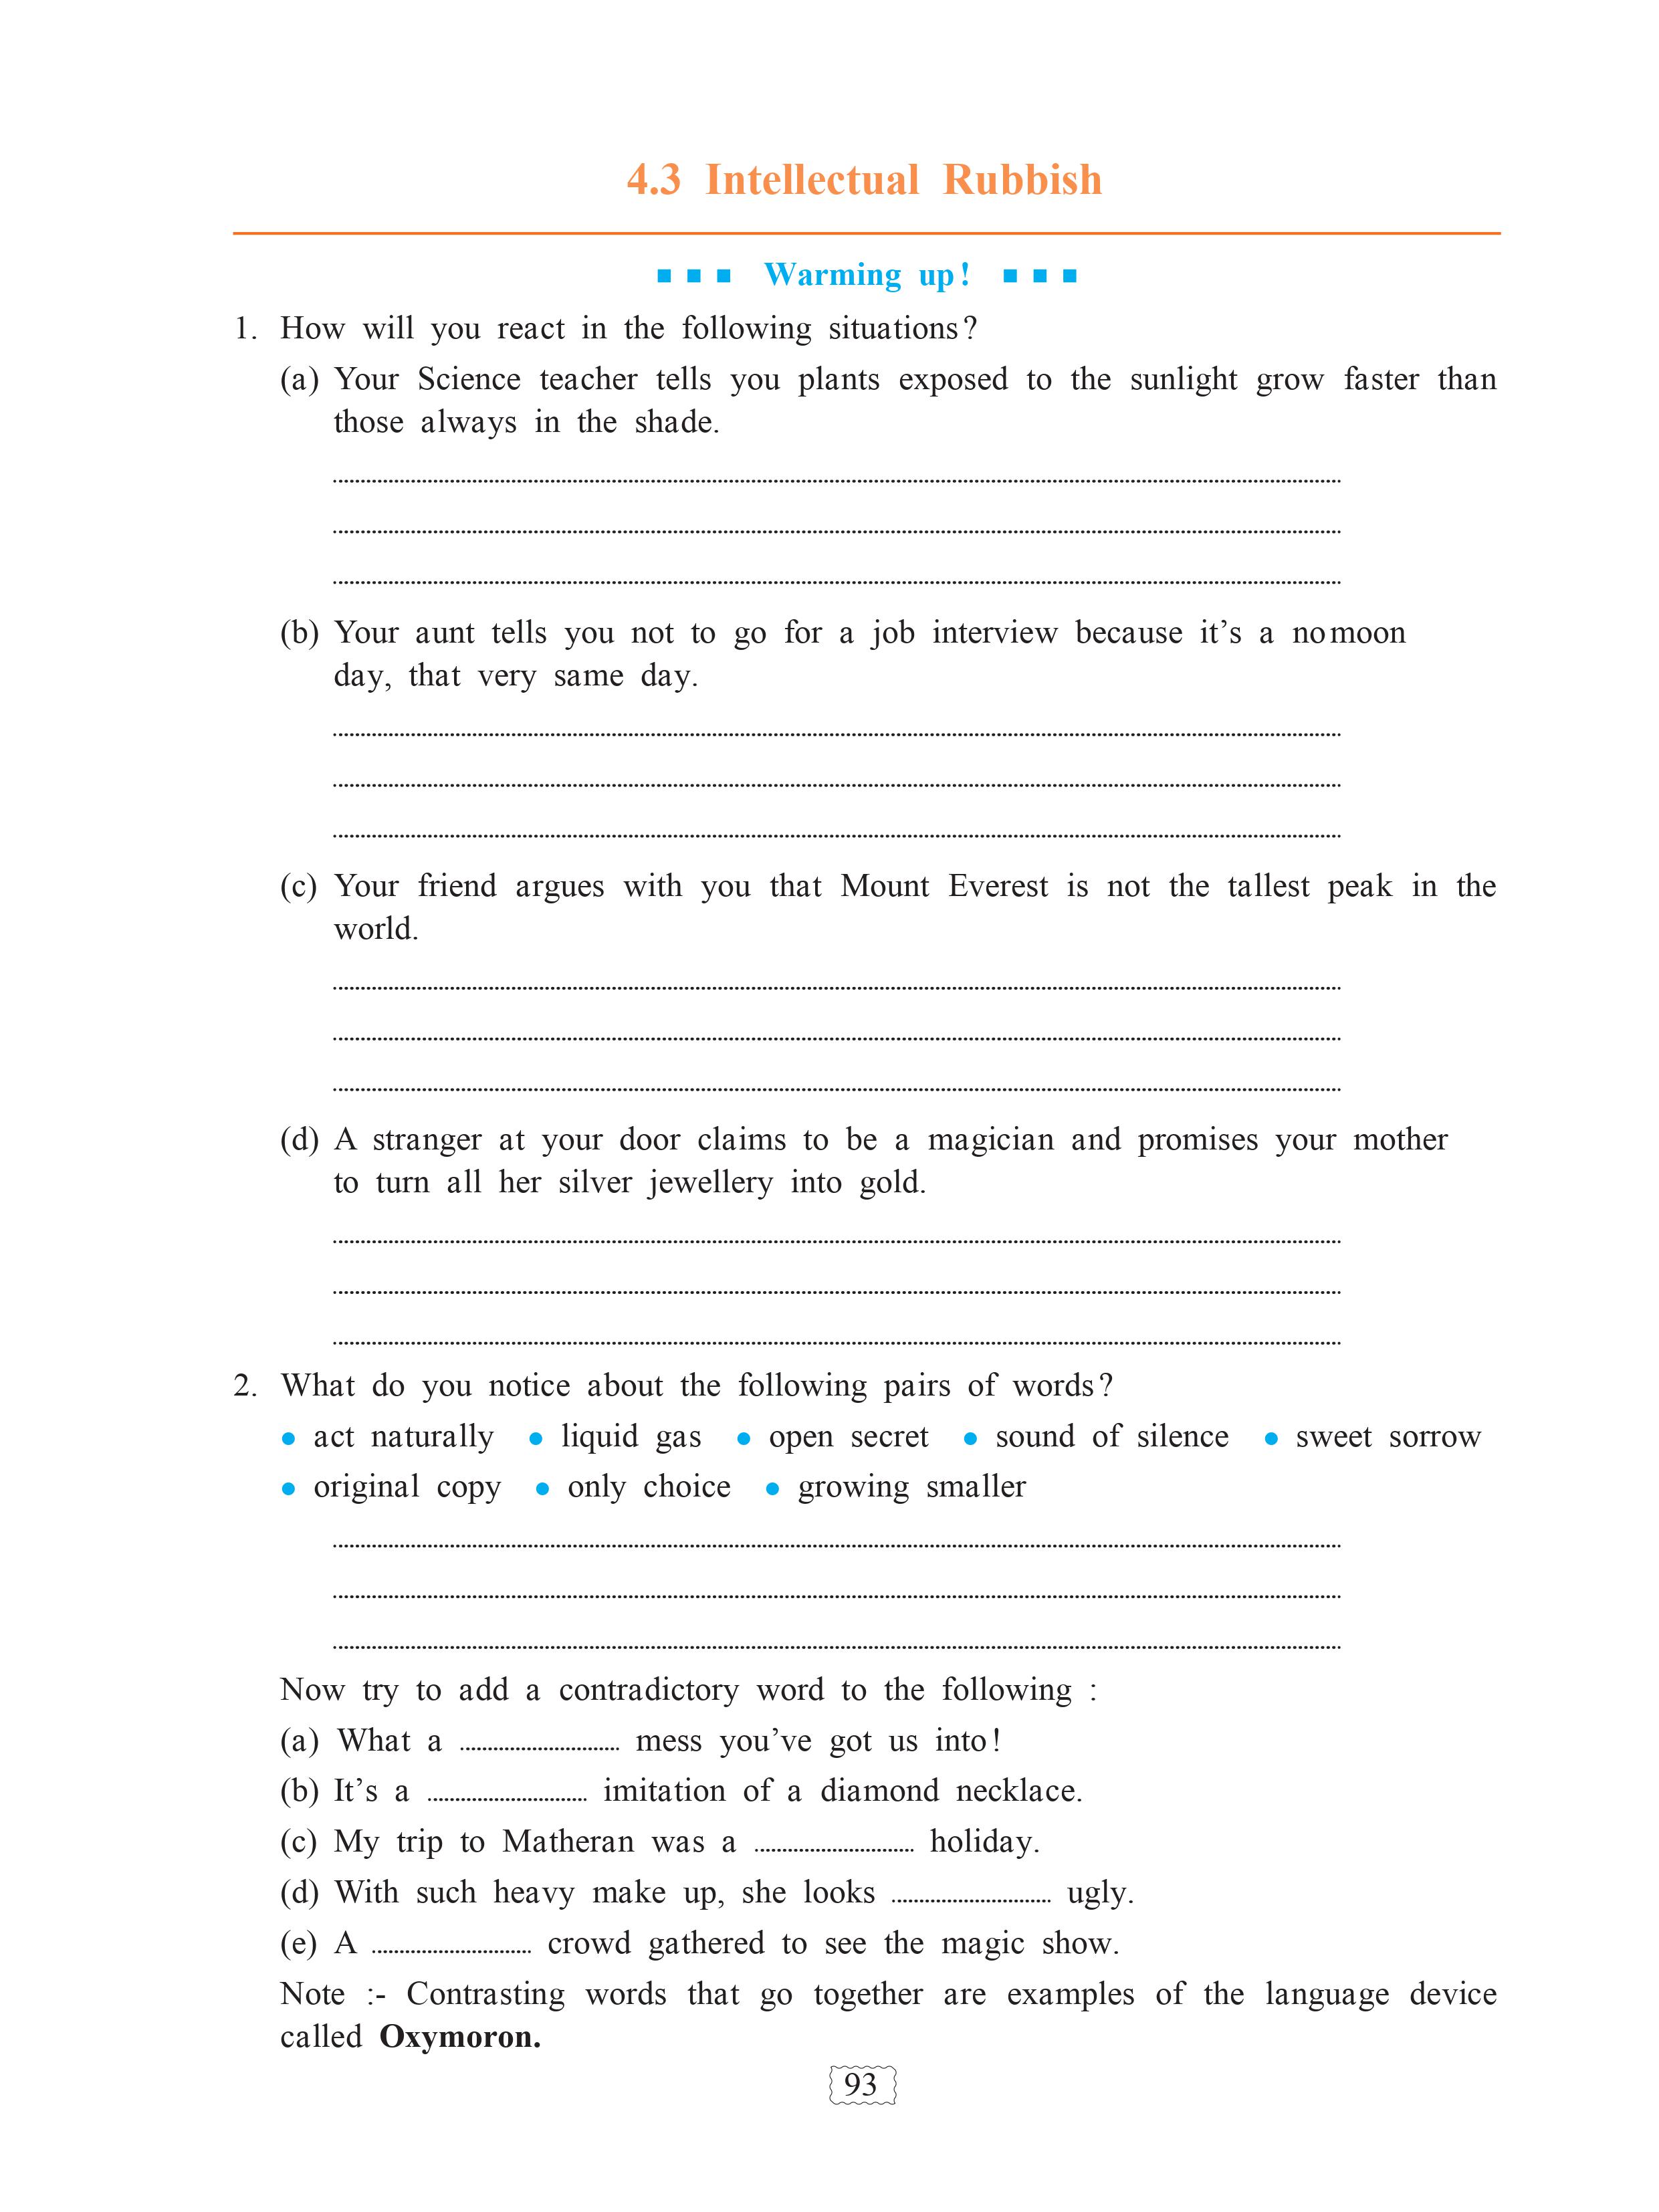 4.3 Intellectual Rubbish
Warming up!
1. How will you react in the following situations?
(a) Your Science teacher tells you plants exposed to the sunlight grow faster than
those always in the shade.
(b) Your aunt tells you not to go for a job interview because it’s a no moon
day, that very same day.
(c) Your friend argues with you that Mount Everest is not the tallest peak in the
world.
(d) A stranger at your door claims to be a magician and promises your mother
to turn all her silver jewellery into gold.
2. What do you notice about the following pairs of words?
• act naturally • liquid gas • open secret • sound of silence • sweet sorrow
• original copy • only choice • growing smaller
Now try to add a contradictory word to the following :
(a) What a ............................. mess you’ve got us into!
(b) It’s a ............................. imitation of a diamond necklace.
(c) My trip to Matheran was a ............................. holiday.
(d) With such heavy make up, she looks ............................. ugly.
(e) A ............................. crowd gathered to see the magic show.
Note :- Contrasting words that go together are examples of the language device
called Oxymoron.
93